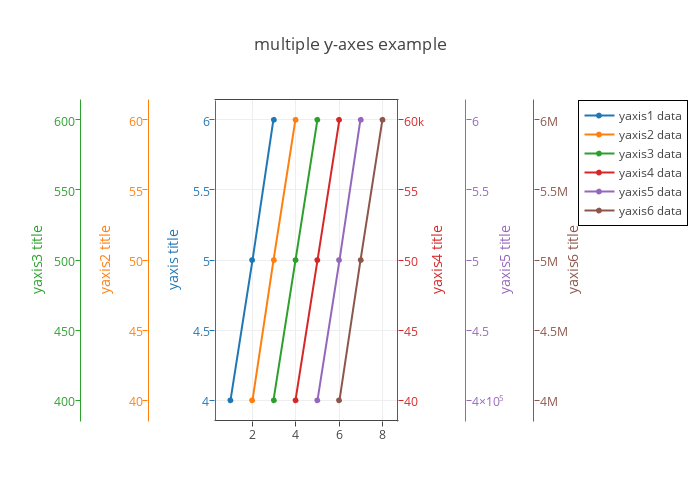 multiple y-axes example
yaxis3 title
600
550
500
450
400
yaxis2 title
60
55
50
45
40
yaxis title
6
5.5
5
4.5
4
2
4
6
8
60k
55
50
45
40
yaxis4 title
6
5.5
5
4.5
4×10⁵
yaxis5 title
6M
5.5M
5M
4.5M
4M
yaxis6 title
yaxis1 data
yaxis2 data
yaxis3 data
yaxis4 data
yaxis5 data
yaxis6 data